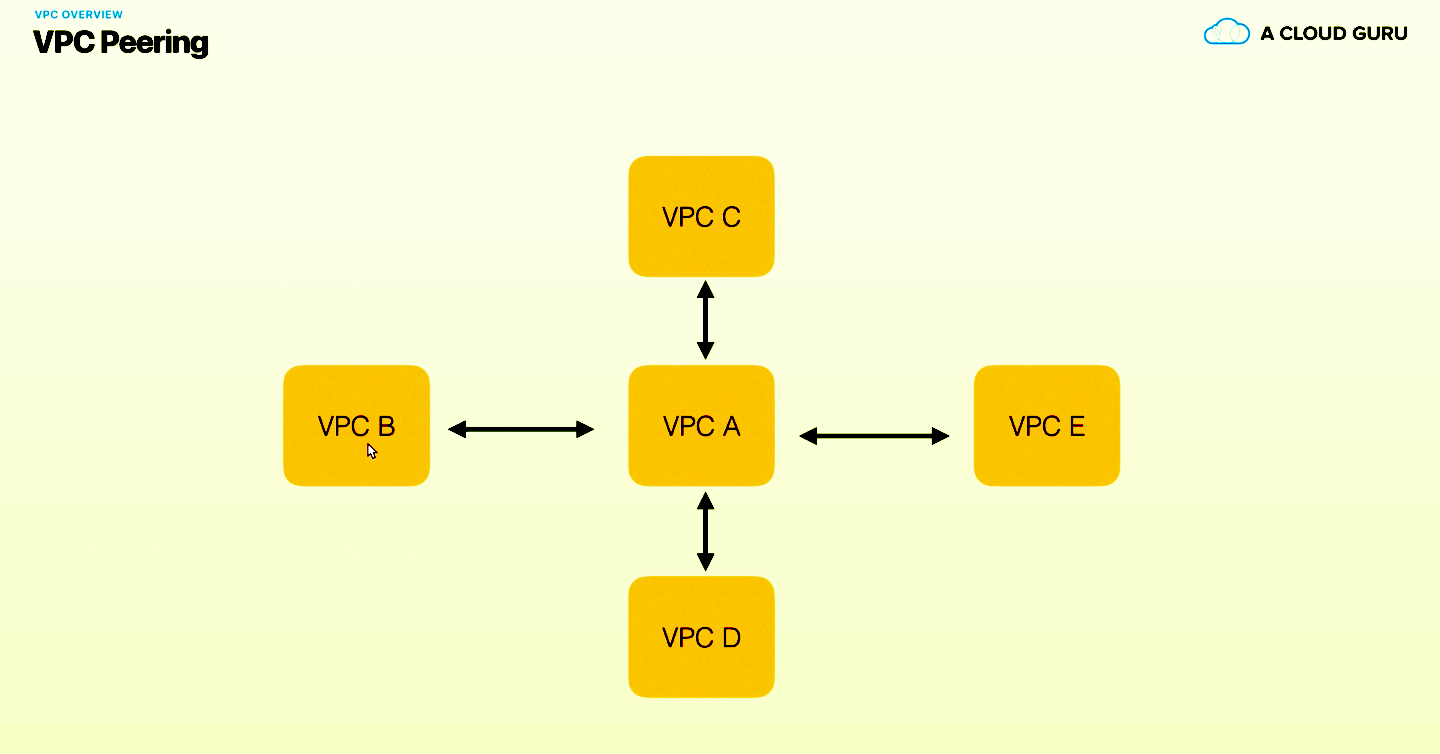 VPC OVERVIEW
VPC Peering
A CLOUD GURU
VPC C
VPC B
VPC A
VPC E
VPC D